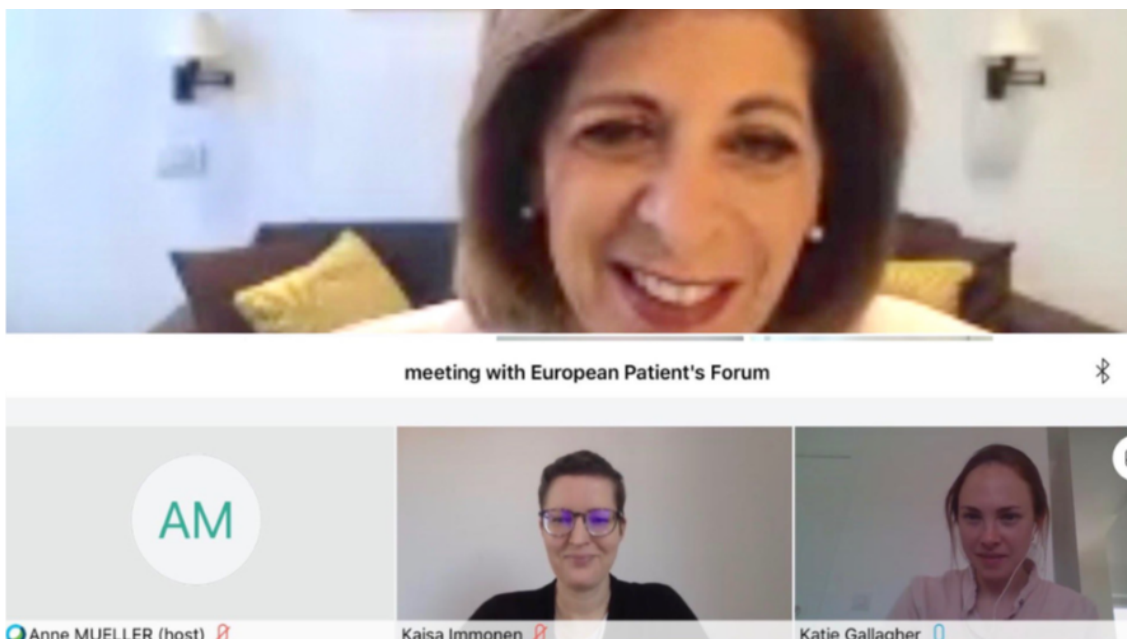 meeting with European Patient's Forum
AM
Anne MUELLER (host)
Kaisa Immonen
Katie Gallagher